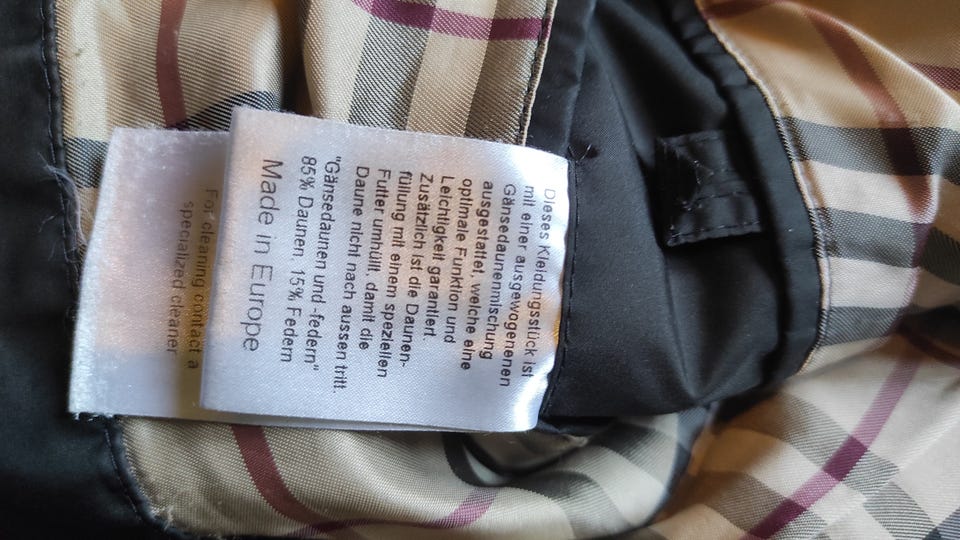 Dieses Kleidungsstück ist
mit einer ausgewogenenen
Gänsedaunenmischung
ausgestattet, welche eine
optimale Funktion und
Leichtigkeit garantiert.
Zusätzlich ist die Daunen-
füllung mit einem speziellen
Futter umhüllt, damit die
Daune nicht nach aussen tritt.
"Gänsedaunen und -federn"
85% Daunen, 15% Federn
Made in Europe
For cleaning contact a
specialized cleaner